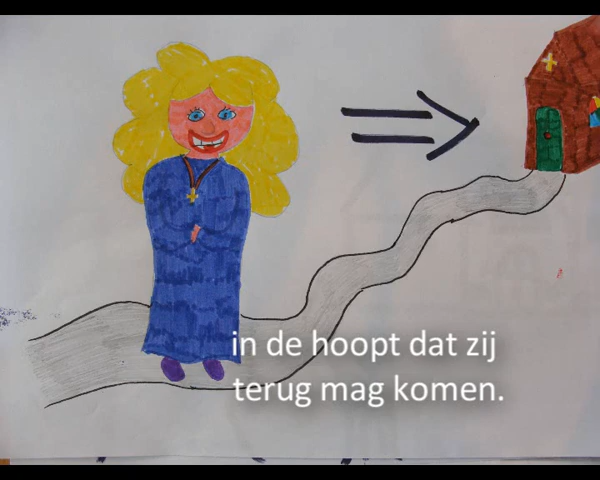 in de hoopt dat zij
terug mag komen.